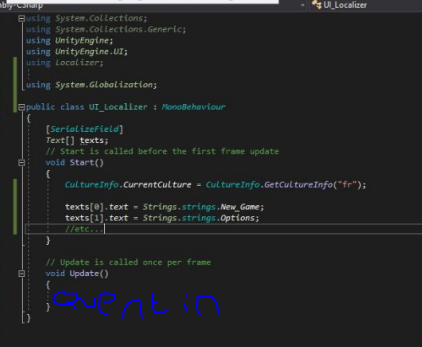 bly-CSharp
UI_Localizer
using System.Collections;
using System.Collections.Generic;
using UnityEngine;
using UnityEngine.UI;
using Localizer;
using System.Globalization;
public class UI_Localizer : MonoBehaviour
{
[SerializeField]
Text[] texts;
// Start is called before the first frame update
void Start()
{
CultureInfo.CurrentCulture = CultureInfo.GetCultureInfo("fr");
texts[0].text = Strings.strings.New_Game;
texts[1].text = Strings.strings.Options;
//etc...
}
// Update is called once per frame
void Update()
{
Quentin
}
}